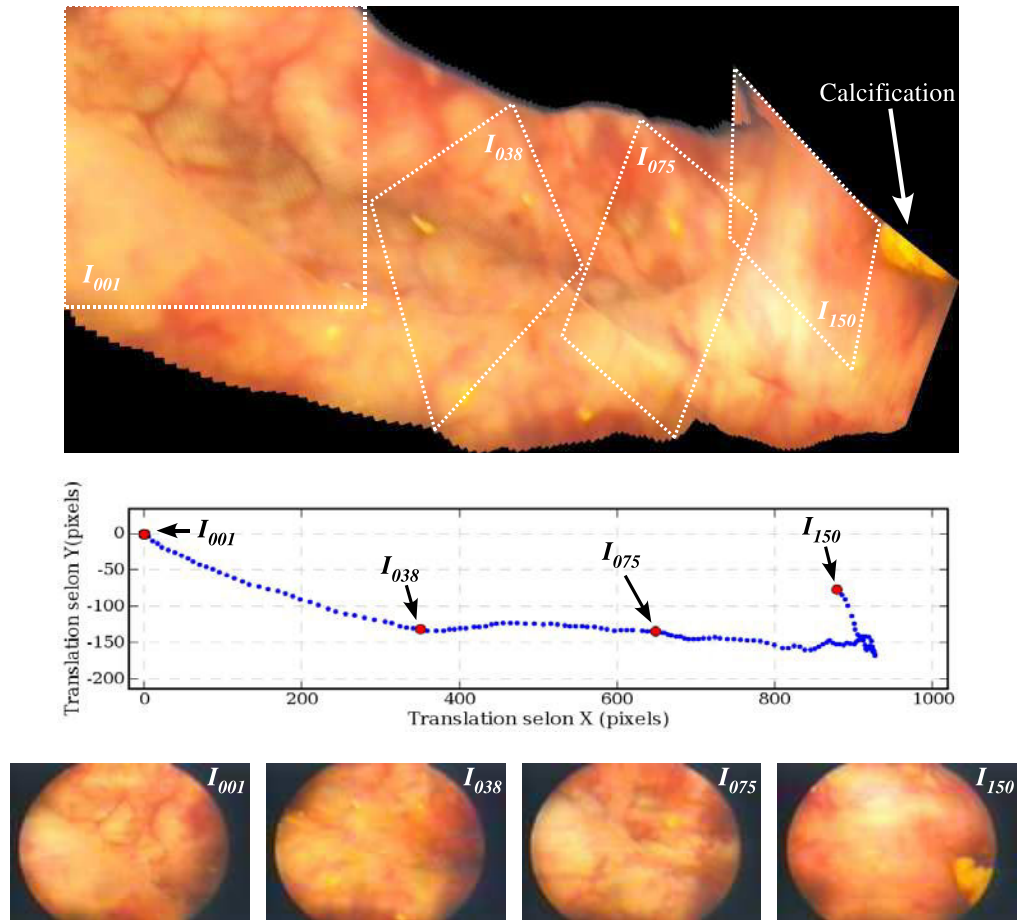 Calcification
I038
I075
I001
I150
Translation selon Y(pixels)
0
-50
-100
-150
-200
I001
I038
I075
I150
0
200
400
600
800
1000
Translation selon X (pixels)
I001
I038
I075
I150